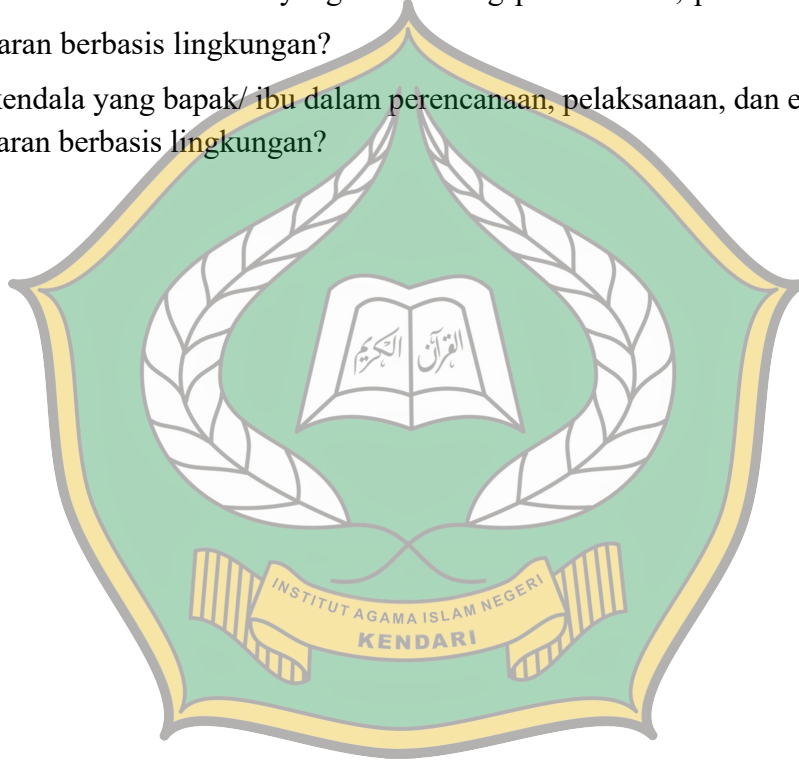 aran berbasis lingkungan?
kendala yang bapak/ ibu dalam perencanaan, pelaksanaan, dan e
aran berbasis lingkungan?
القرآن الكريم
INSTITUT AGAMA ISLAM NEGERI
KENDARI